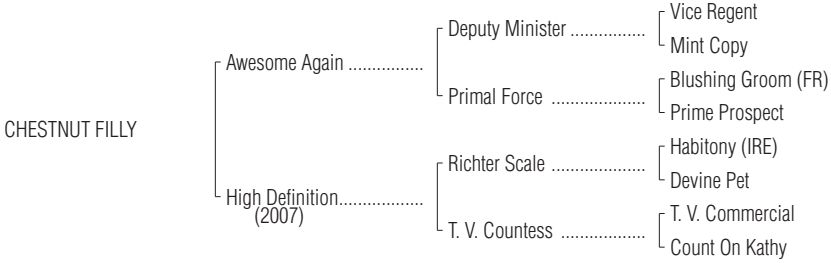 Vice Regent
Deputy Minister ................
Mint Copy
Awesome Again ................
Blushing Groom (FR)
Primal Force ....................
Prime Prospect
CHESTNUT FILLY
Habitony (IRE)
Richter Scale ....................
Devine Pet
High Definition..................
(2007)
T. V. Commercial
T. V. Countess ..................
Count On Kathy